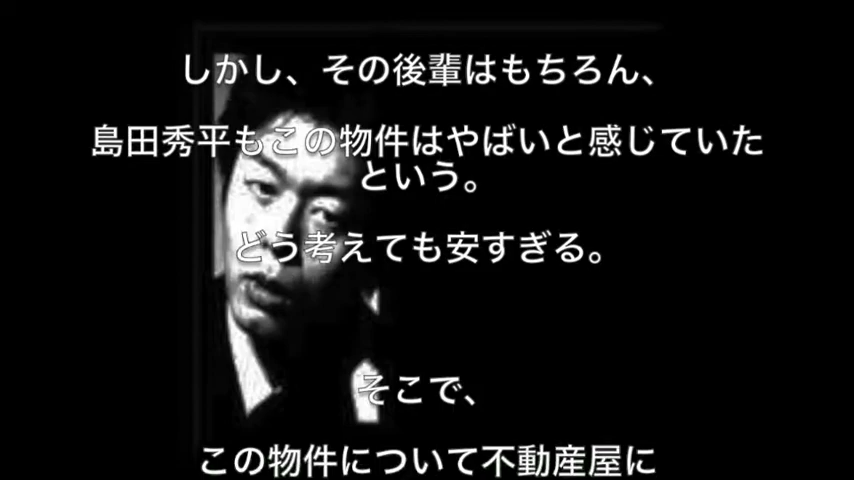 しかし、その後輩はもちろん、
島田秀平もこの物件はやばいと感じていた
という。
どう考えても安すぎる。
そこで、
この物件について不動産屋に